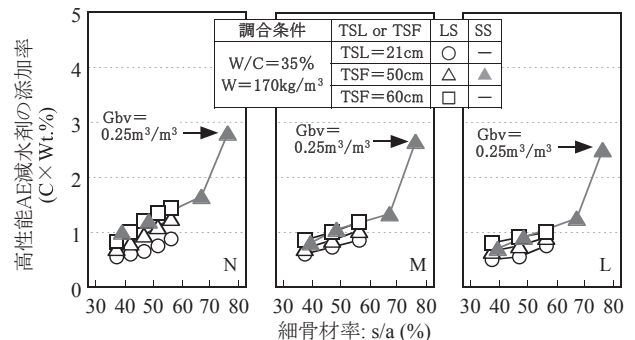 調合条件 TSL or TSF LS SS
W/C=35%
W=170kg/m³
TSL=21cm ○ −
TSF=50cm △ ▲
TSF=60cm □ −
高性能AE減水剤の添加率
(C×Wt.%)
5
4
3
2
1
0
Gbv=
0.25m³/m³
N
Gbv=
0.25m³/m³
M
Gbv=
0.25m³/m³
L
30 40 50 60 70 80
30 40 50 60 70 80
30 40 50 60 70 80
細骨材率: s/a (%)